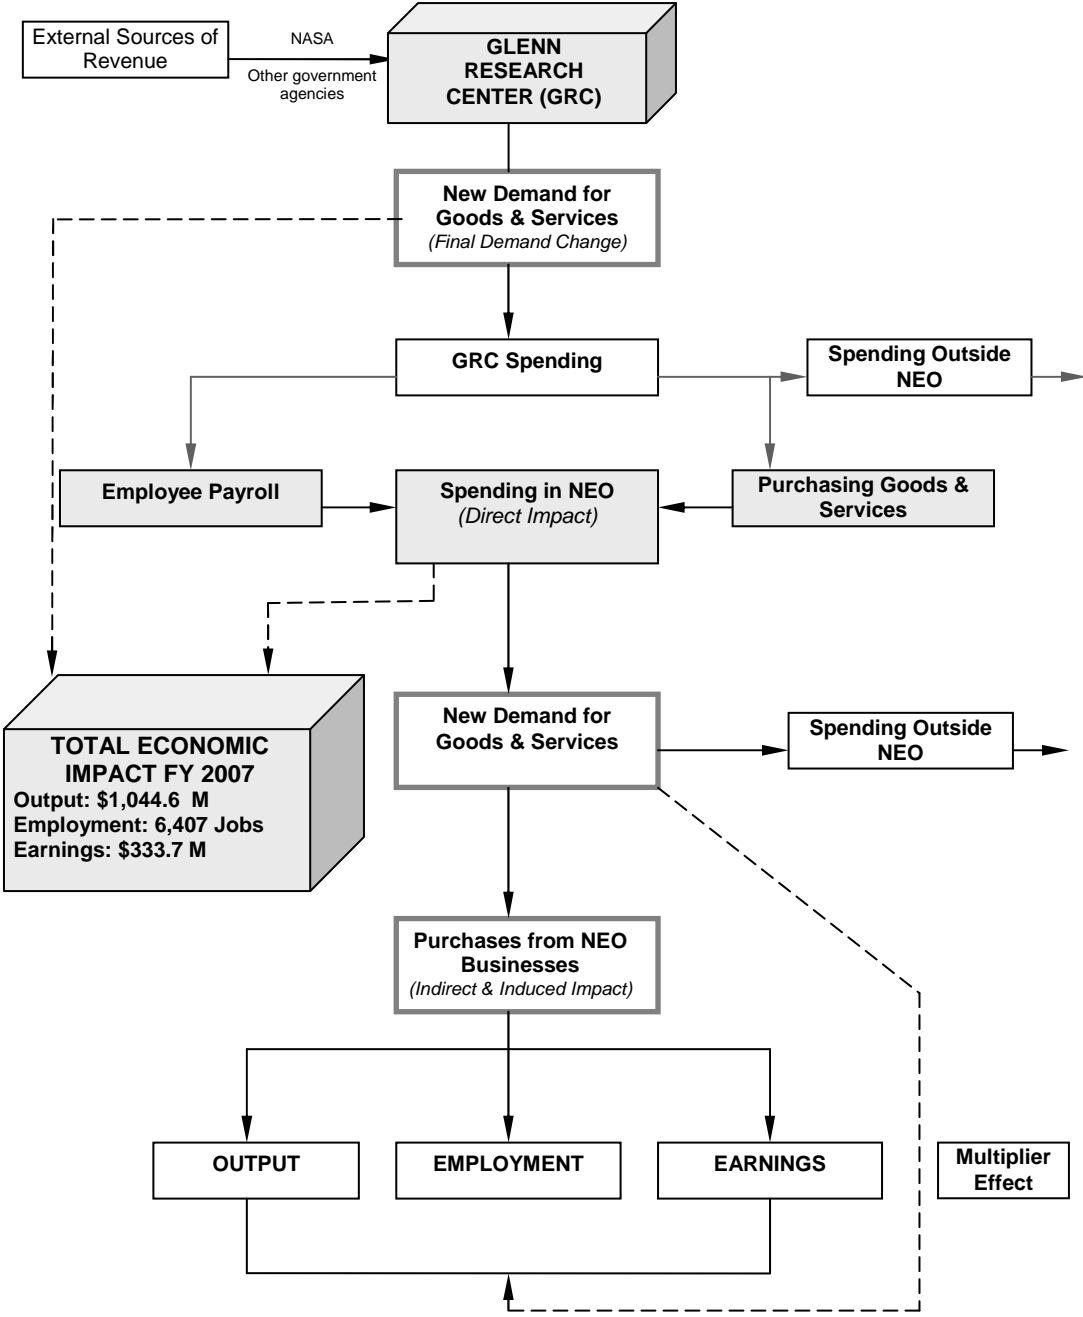 External Sources of
Revenue
NASA
Other government
agencies
GLENN
RESEARCH
CENTER (GRC)
New Demand for
Goods & Services
(Final Demand Change)
GRC Spending
Spending Outside
NEO
Employee Payroll
Spending in NEO
(Direct Impact)
Purchasing Goods &
Services
TOTAL ECONOMIC
IMPACT FY 2007
Output: $1,044.6 M
Employment: 6,407 Jobs
Earnings: $333.7 M
New Demand for
Goods & Services
Spending Outside
NEO
Purchases from NEO
Businesses
(Indirect & Induced Impact)
OUTPUT
EMPLOYMENT
EARNINGS
Multiplier
Effect